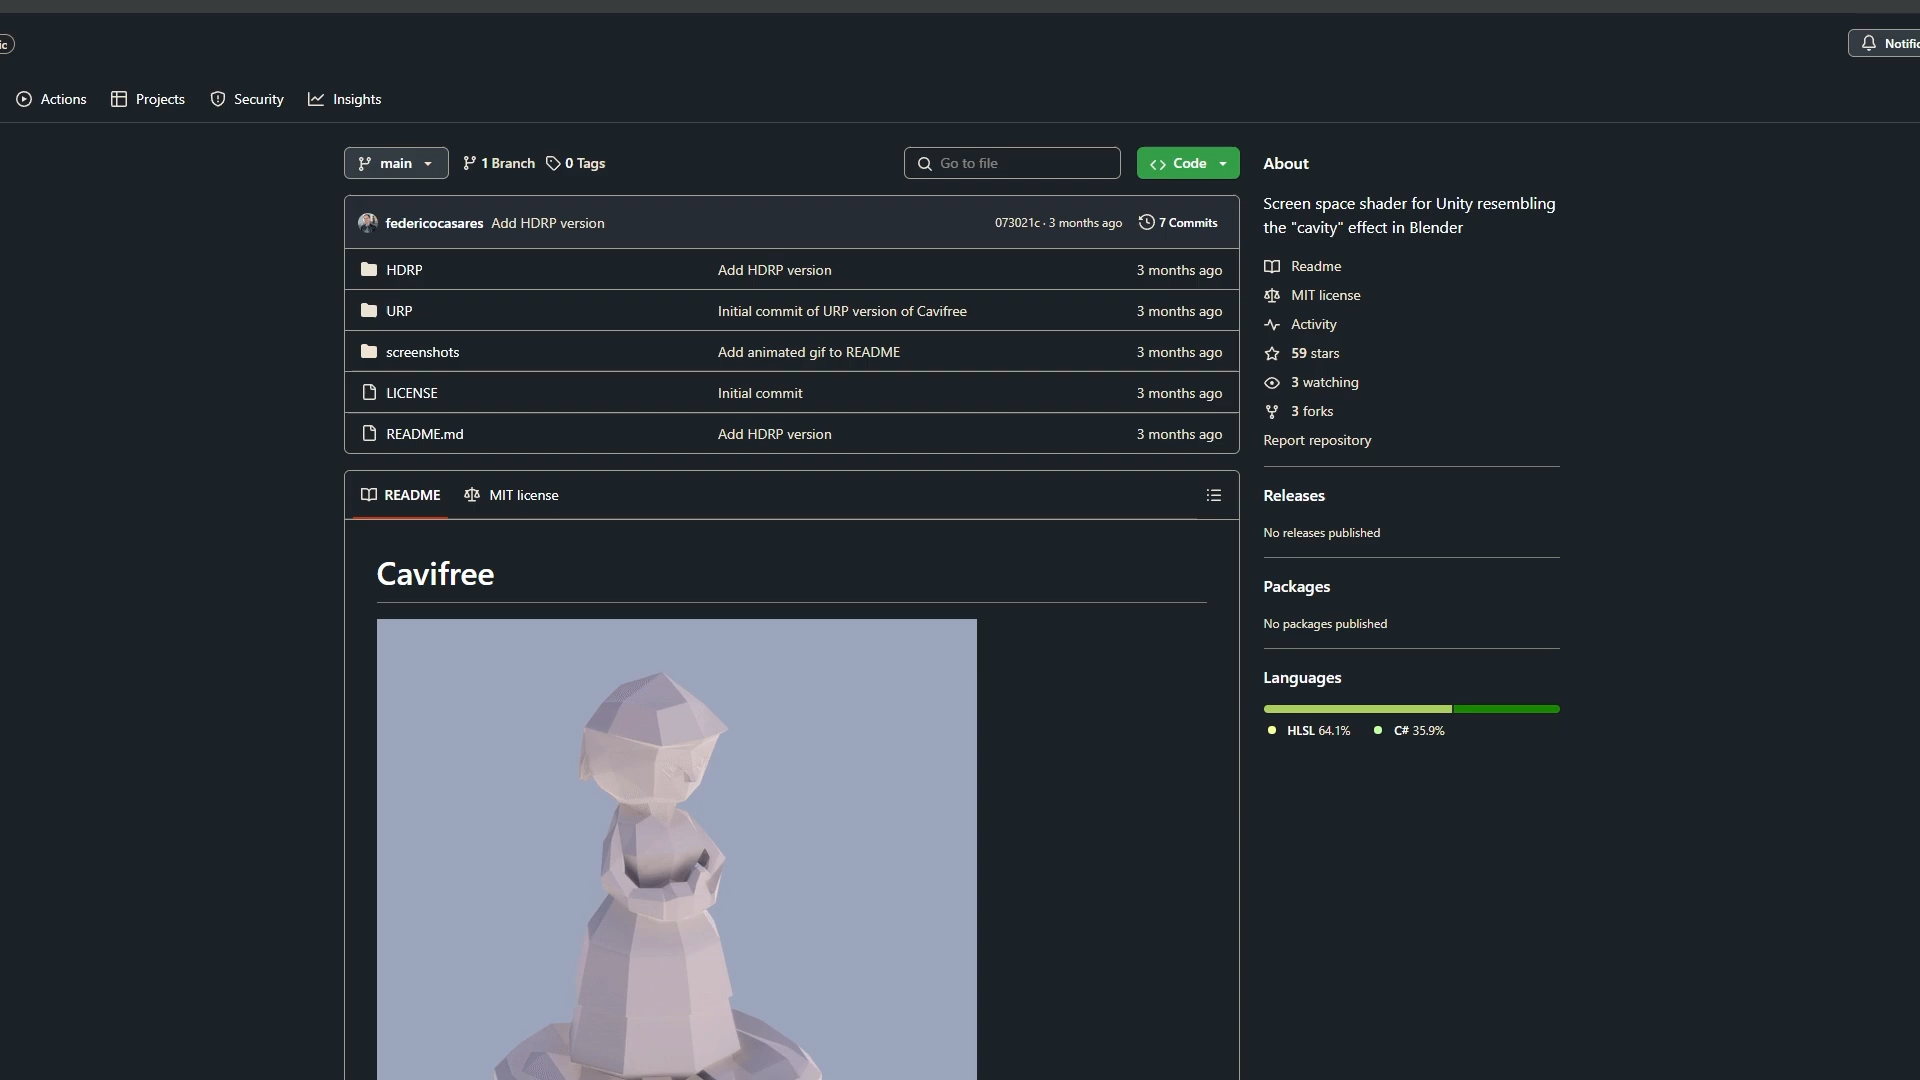 ic
Notific
Actions Projects Security Insights
main 1 Branch 0 Tags Go to file Code
federicocasares Add HDRP version 073021c · 3 months ago 7 Commits
HDRP Add HDRP version 3 months ago
URP Initial commit of URP version of Cavifree 3 months ago
screenshots Add animated gif to README 3 months ago
LICENSE Initial commit 3 months ago
README.md Add HDRP version 3 months ago
README MIT license
Cavifree
About
Screen space shader for Unity resembling
the "cavity" effect in Blender
Readme
MIT license
Activity
59 stars
3 watching
3 forks
Report repository
Releases
No releases published
Packages
No packages published
Languages
HLSL 64.1% C# 35.9%